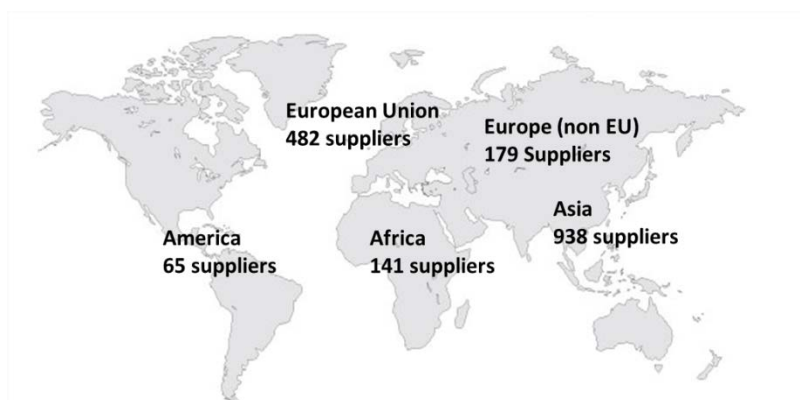 European Union
482 suppliers
Europe (non EU)
179 Suppliers
Asia
938 suppliers
America
65 suppliers
Africa
141 suppliers